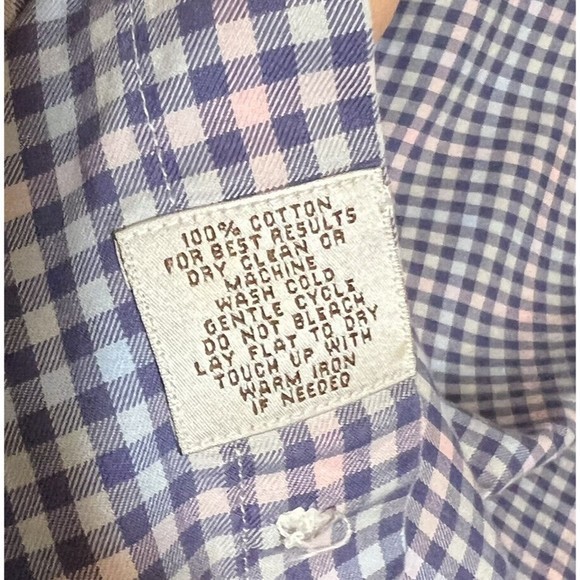 100% COTTON
FOR BEST RESULTS
DRY CLEAN OR
MACHINE
WASH COLD
GENTLE CYCLE
DO NOT BLEACH
LAY FLAT TO DRY
TOUCH UP WITH
WARM IRON
IF NEEDED